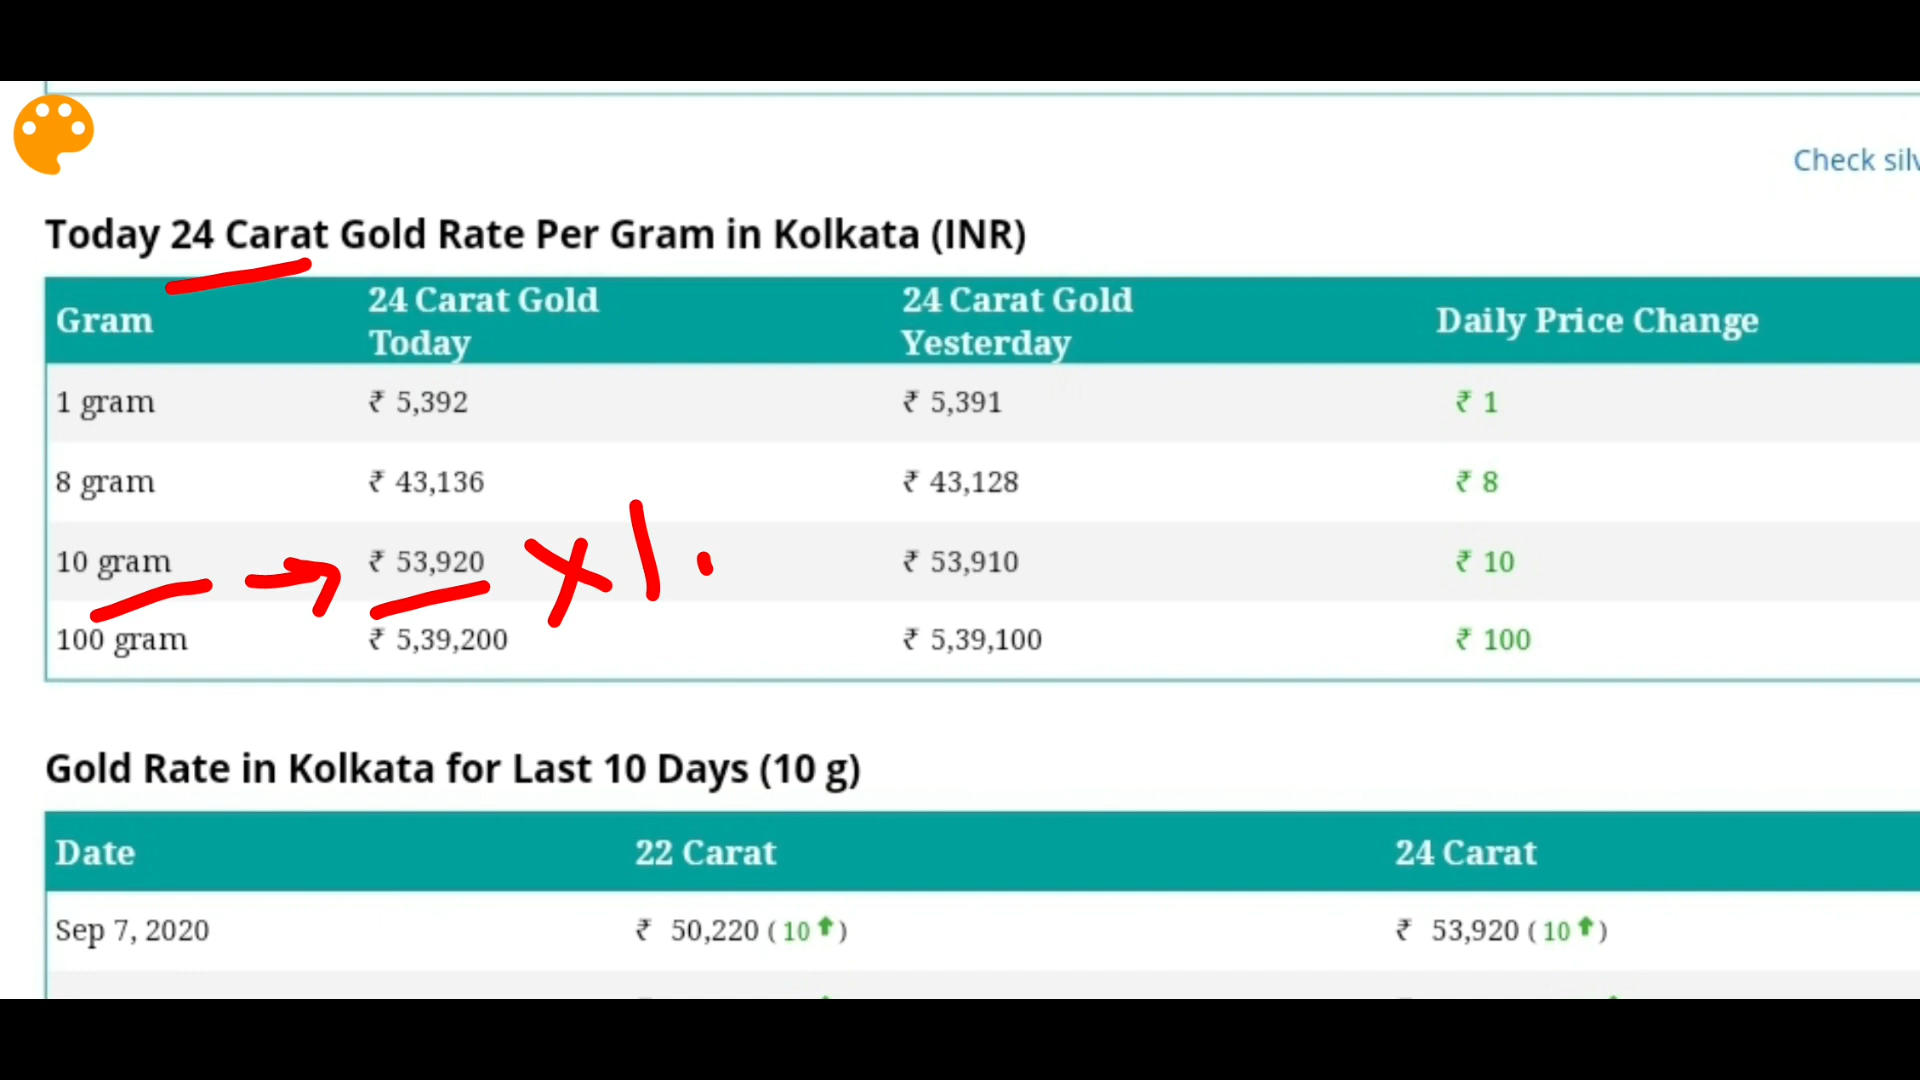 Check silv
Today 24 Carat Gold Rate Per Gram in Kolkata (INR)
Gram 24 Carat Gold Today 24 Carat Gold Yesterday Daily Price Change
1 gram ₹ 5,392 ₹ 5,391 ₹ 1
8 gram ₹ 43,136 ₹ 43,128 ₹ 8
10 gram ₹ 53,920 x 1. ₹ 53,910 ₹ 10
100 gram ₹ 5,39,200 ₹ 5,39,100 ₹ 100
Gold Rate in Kolkata for Last 10 Days (10 g)
Date 22 Carat 24 Carat
Sep 7, 2020 ₹ 50,220 ( 10 ⬆ ) ₹ 53,920 ( 10 ⬆ )